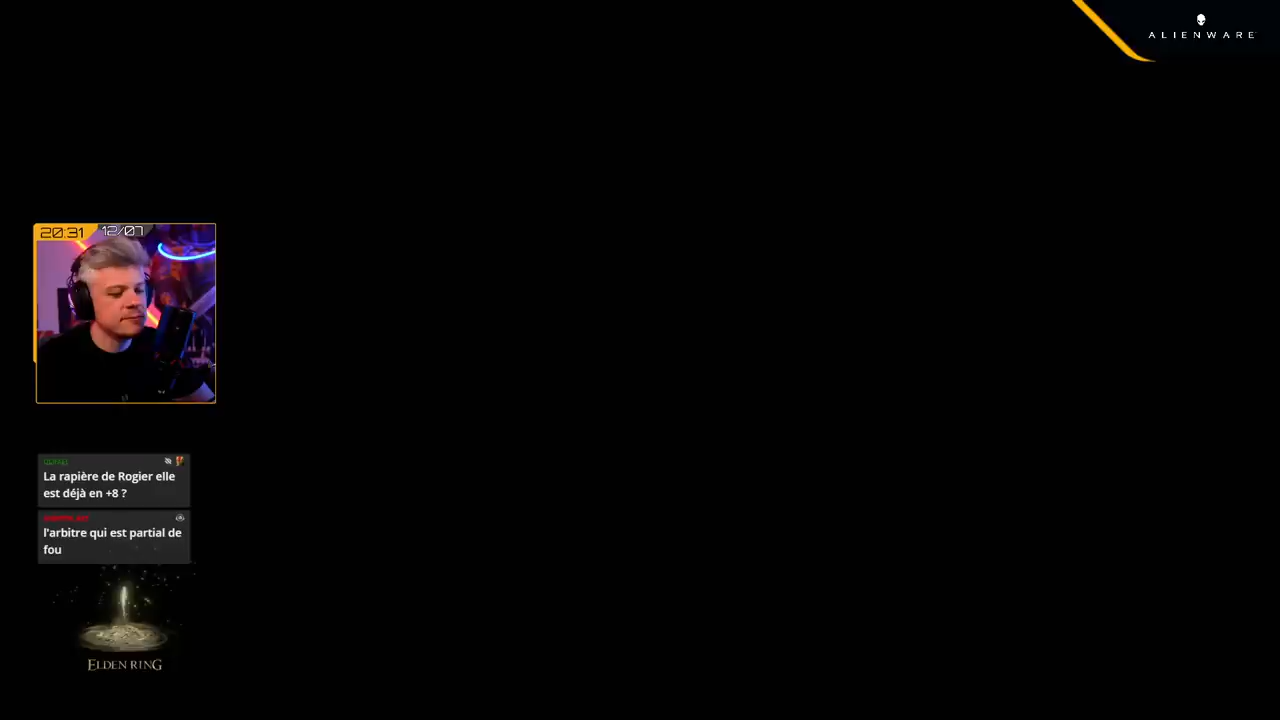 ALIENWARE
20:31 12/07
La rapière de Rogier elle
est déjà en +8 ?
l'arbitre qui est partial de
fou
ELDEN RING